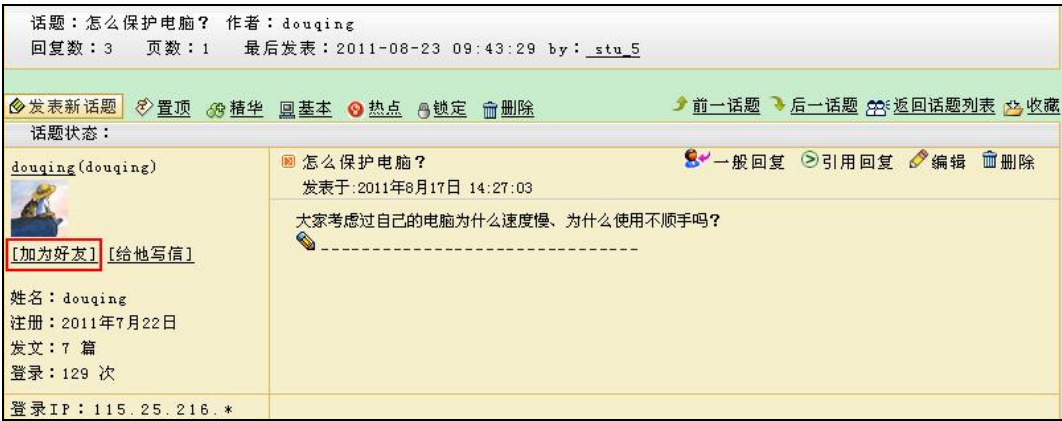 话题：怎么保护电脑？ 作者：douqing
回复数：3 页数：1 最后发表：2011-08-23 09:43:29 by： stu_5
发表新话题 置顶 精华 基本 热点 锁定 删除 前一话题 后一话题 返回话题列表 收藏
话题状态：
douqing(douqing)
怎么保护电脑？ 一般回复 引用回复 编辑 删除
发表于:2011年8月17日 14:27:03
大家考虑过自己的电脑为什么速度慢、为什么使用不顺手吗？
--------------------------------
[加为好友] [给他写信]
姓名：douqing
注册：2011年7月22日
发文：7 篇
登录：129 次
登录IP：115.25.216.*